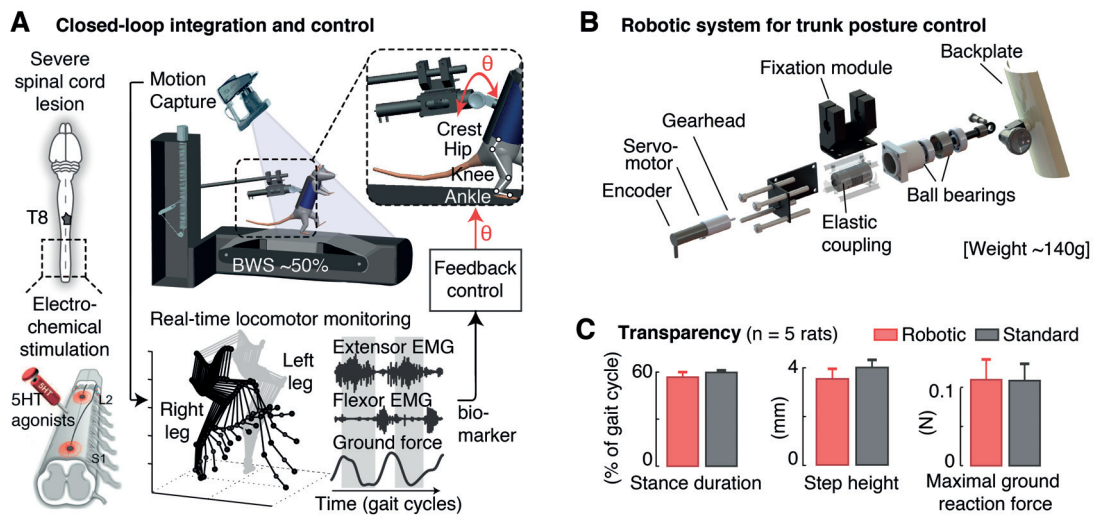 A Closed-loop integration and control
Severe
spinal cord
lesion
T8
Electro-
chemical
stimulation
5HT
5HT
agonists
L2
S1
Motion
Capture
BWS ~50%
θ
Crest
Hip
Knee
Ankle
θ
Feedback
control
Real-time locomotor monitoring
Left
leg
Right
leg
Extensor EMG
Flexor EMG
Ground force
Time (gait cycles)
bio-
marker
B Robotic system for trunk posture control
Backplate
Fixation module
Gearhead
Servo-
motor
Encoder
Ball bearings
Elastic
coupling
[Weight ~140g]
C Transparency (n = 5 rats)
Robotic
Standard
60
0
(% of gait cycle)
Stance duration
4
0
(mm)
Step height
0.1
0
(N)
Maximal ground
reaction force